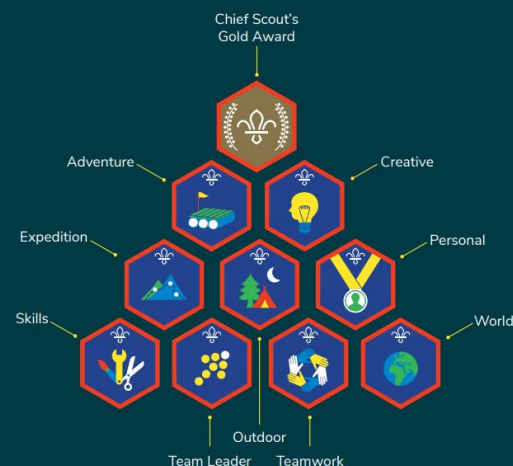 Chief Scout's
Gold Award
Adventure
Creative
Expedition
Personal
Skills
World
Outdoor
Team Leader
Teamwork